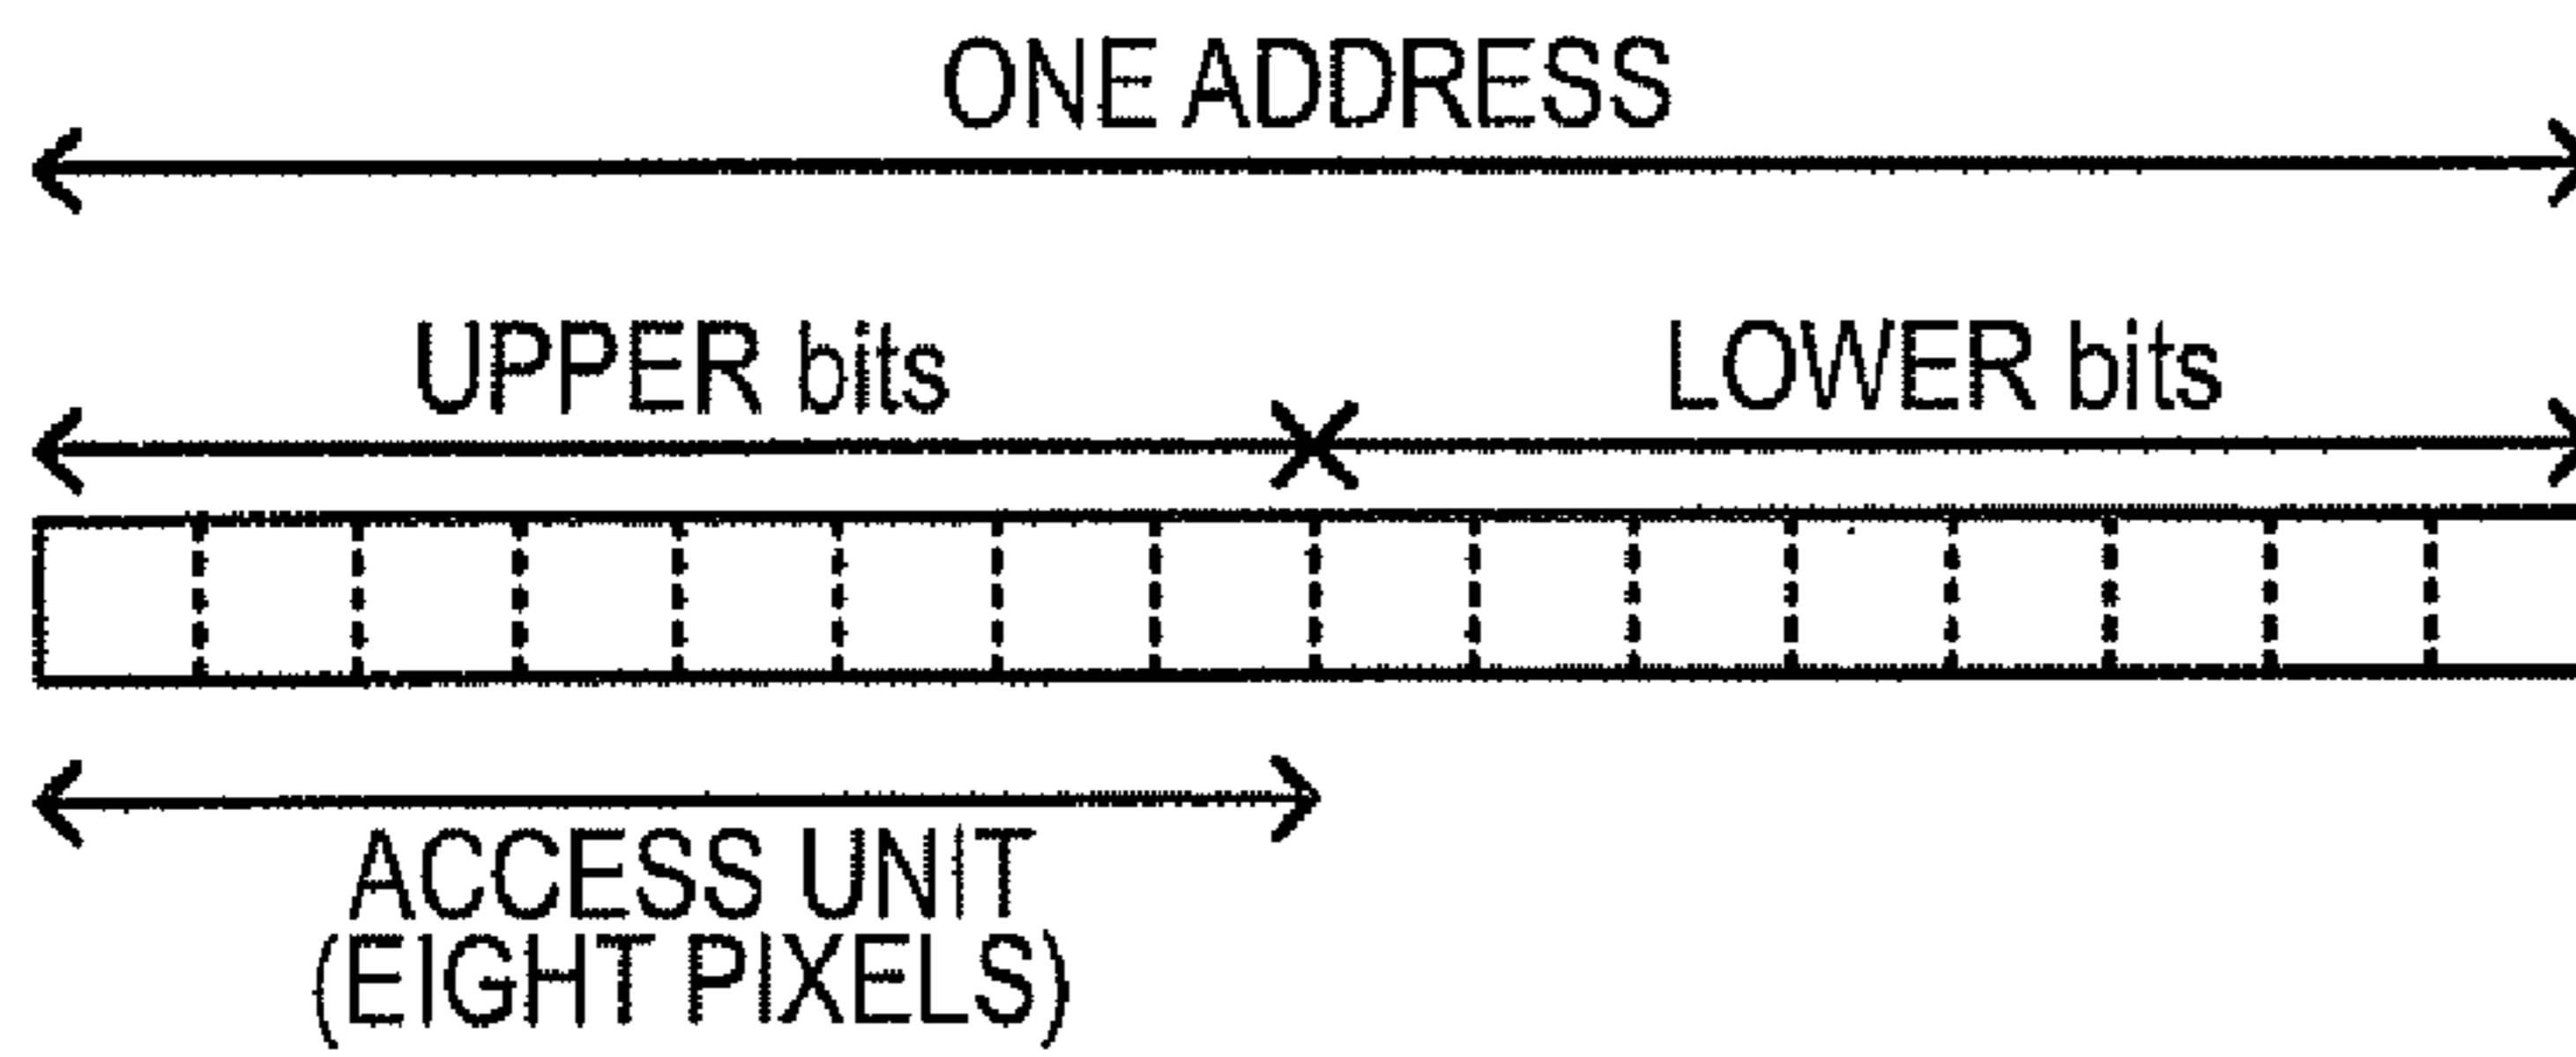 ONE ADDRESS
UPPER bits
LOWER bits
ACCESS UNIT
(EIGHT PIXELS)